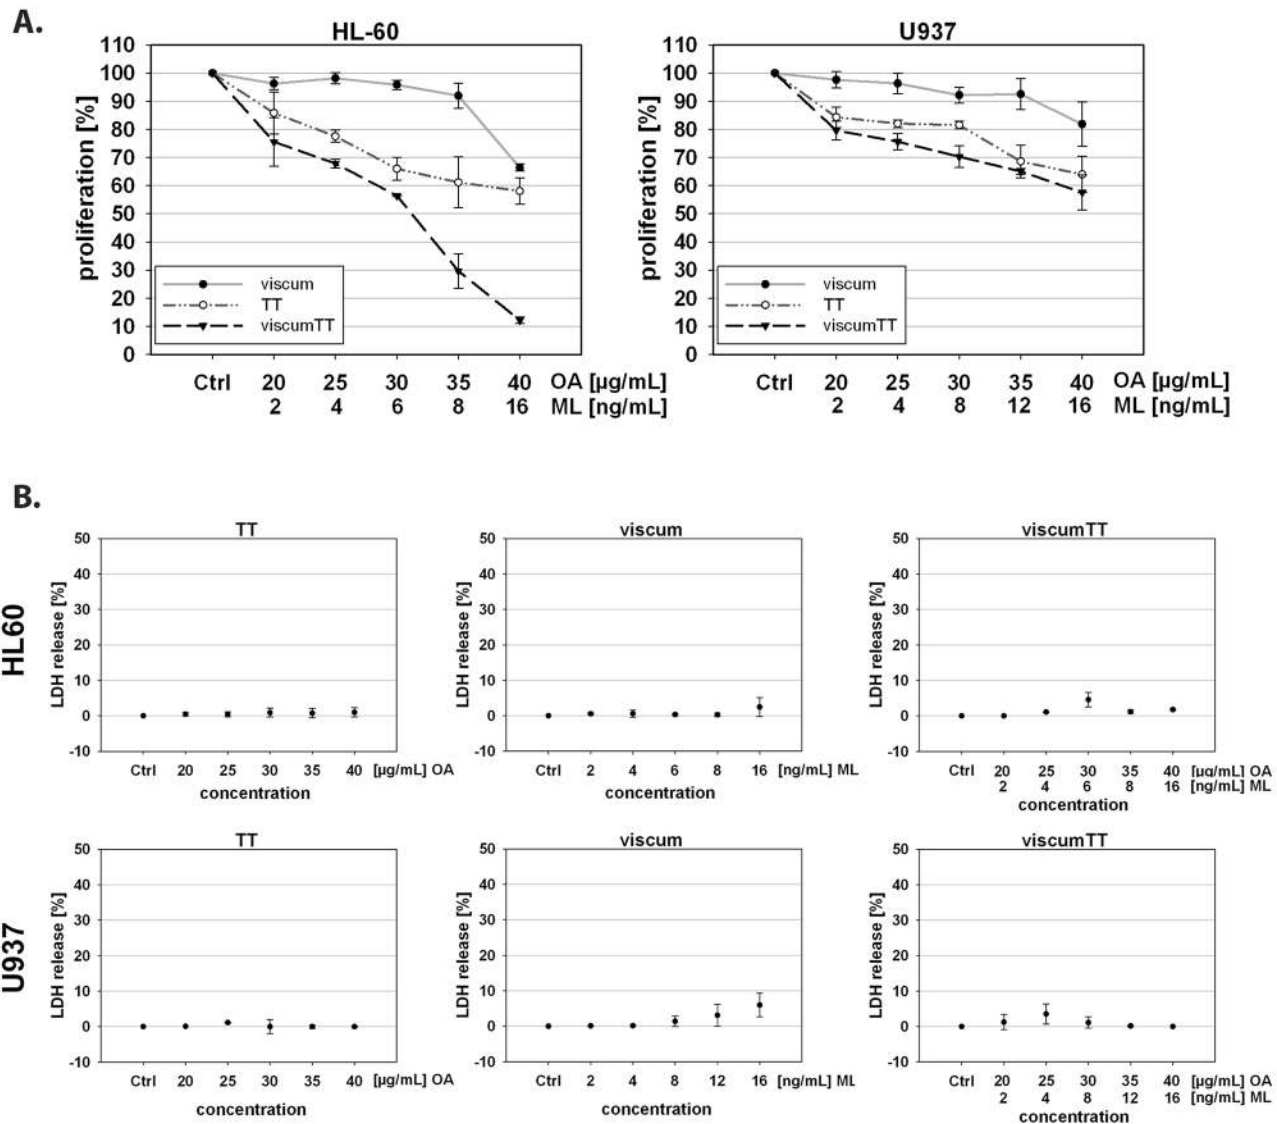 A.
HL-60 U937
110 110
100 100
90 90
80 80
70 70
60 60
50 50
40 40
30 30
20 20
10 10
0 0
proliferation [%] proliferation [%]
viscum viscum
TT TT
viscumTT viscumTT
Ctrl 20 25 30 35 40 OA [µg/mL] Ctrl 20 25 30 35 40 OA [µg/mL]
2 4 6 8 16 ML [ng/mL] 2 4 8 12 16 ML [ng/mL]
B.
HL60
TT viscum viscumTT
50 50 50
40 40 40
30 30 30
20 20 20
10 10 10
0 0 0
-10 -10 -10
LDH release [%] LDH release [%] LDH release [%]
Ctrl 20 25 30 35 40 [µg/mL] OA Ctrl 2 4 6 8 16 [ng/mL] ML Ctrl 20 25 30 35 40 [µg/mL] OA
2 4 6 8 16 [ng/mL] ML
concentration concentration concentration
U937
TT viscum viscumTT
50 50 50
40 40 40
30 30 30
20 20 20
10 10 10
0 0 0
-10 -10 -10
LDH release [%] LDH release [%] LDH release [%]
Ctrl 20 25 30 35 40 [µg/mL] OA Ctrl 2 4 8 12 16 [ng/mL] ML Ctrl 20 25 30 35 40 [µg/mL] OA
2 4 8 12 16 [ng/mL] ML
concentration concentration concentration